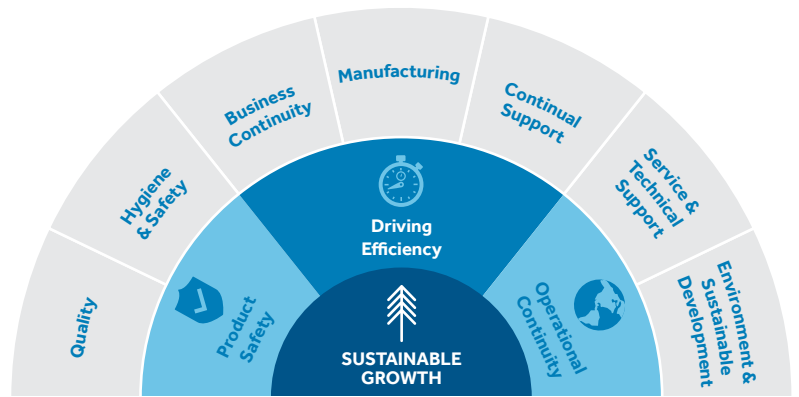 Quality
Hygiene
& Safety
Business
Continuity
Manufacturing
Continual
Support
Service &
Technical
Support
Environment &
Sustainable
Development
Product
Safety
Driving
Efficiency
Operational
Continuity
SUSTAINABLE
GROWTH